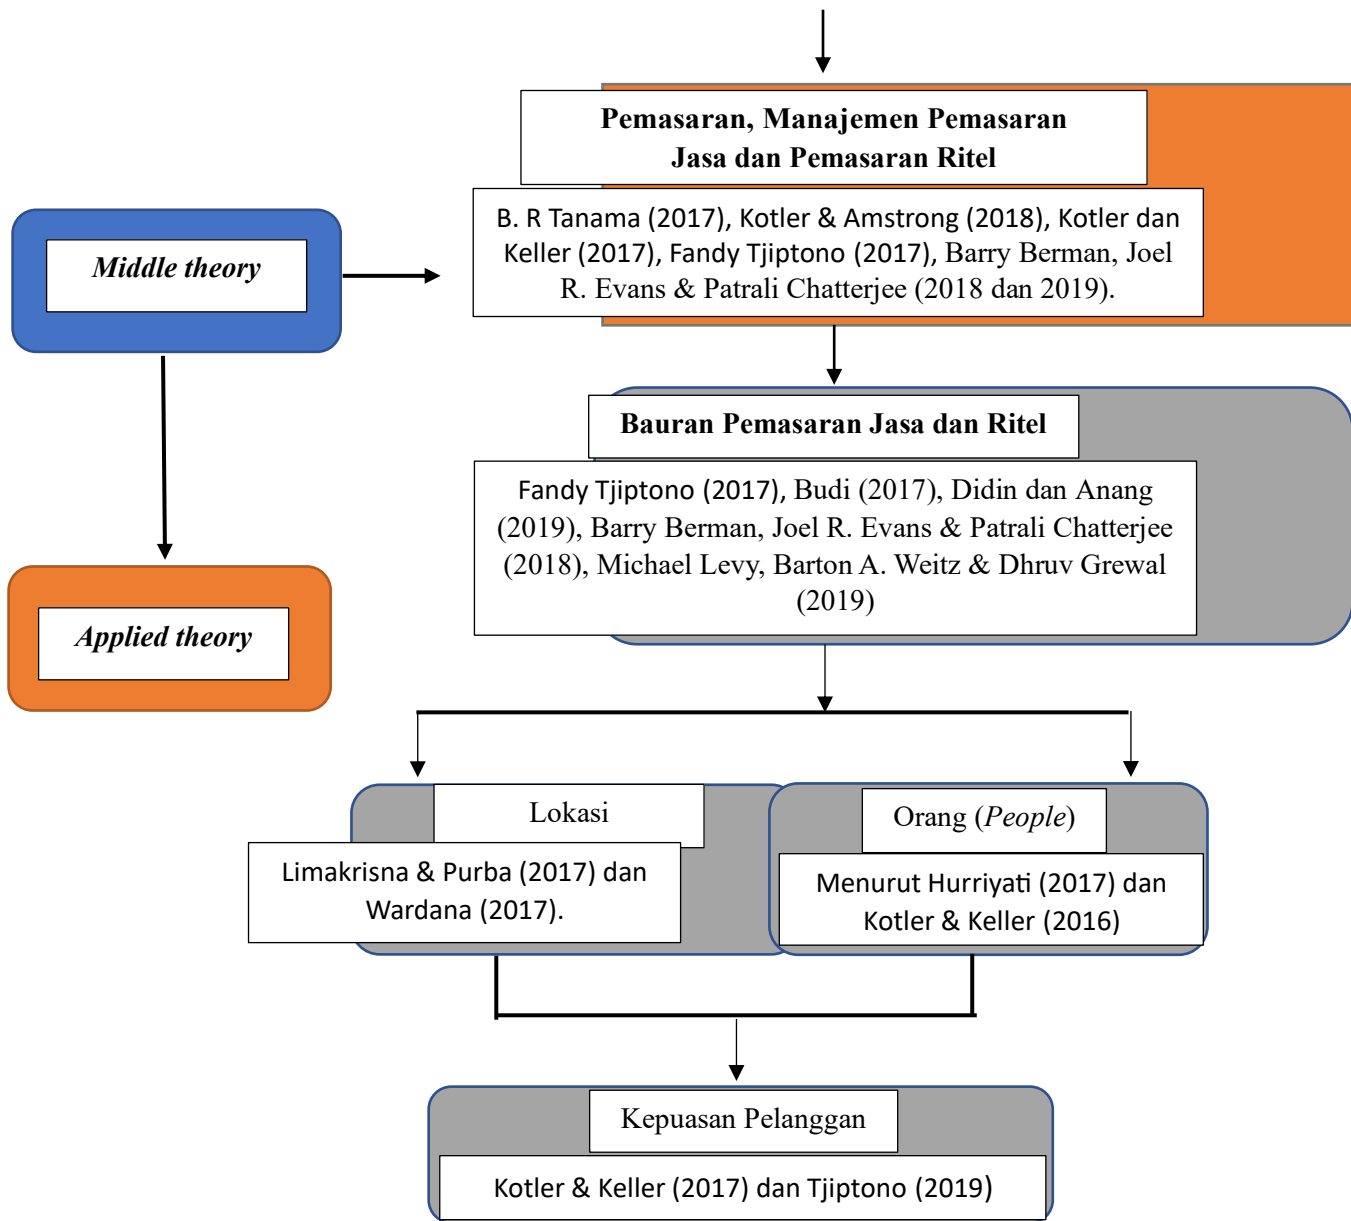 Pemasaran, Manajemen Pemasaran
Jasa dan Pemasaran Ritel
B. R Tanama (2017), Kotler & Amstrong (2018), Kotler dan
Keller (2017), Fandy Tjiptono (2017), Barry Berman, Joel
R. Evans & Patrali Chatterjee (2018 dan 2019).
Middle theory
Bauran Pemasaran Jasa dan Ritel
Fandy Tjiptono (2017), Budi (2017), Didin dan Anang
(2019), Barry Berman, Joel R. Evans & Patrali Chatterjee
(2018), Michael Levy, Barton A. Weitz & Dhruv Grewal
(2019)
Applied theory
Lokasi
Limakrisna & Purba (2017) dan
Wardana (2017).
Orang (People)
Menurut Hurriyati (2017) dan
Kotler & Keller (2016)
Kepuasan Pelanggan
Kotler & Keller (2017) dan Tjiptono (2019)